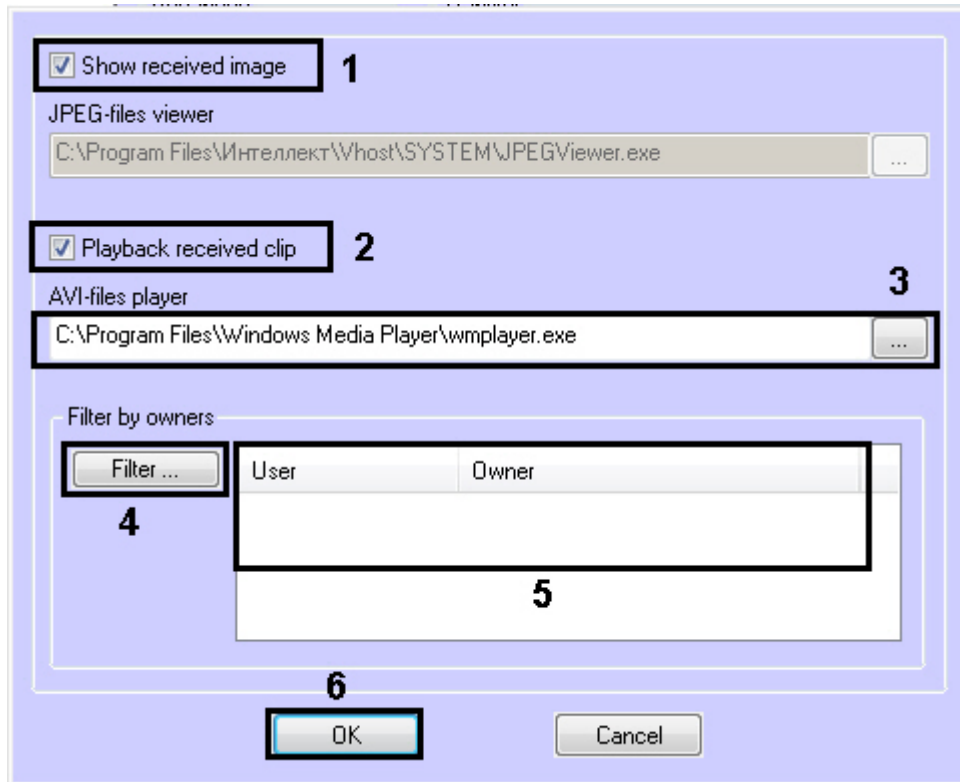 Show received image 1
JPEG-files viewer
C:\Program Files\Интеллект\Vhost\SYSTEM\JPEGViewer.exe ...
Playback received clip 2
AVI-files player 3
C:\Program Files\Windows Media Player\wmplayer.exe ...
Filter by owners
Filter ... User Owner
4
5
6
OK Cancel